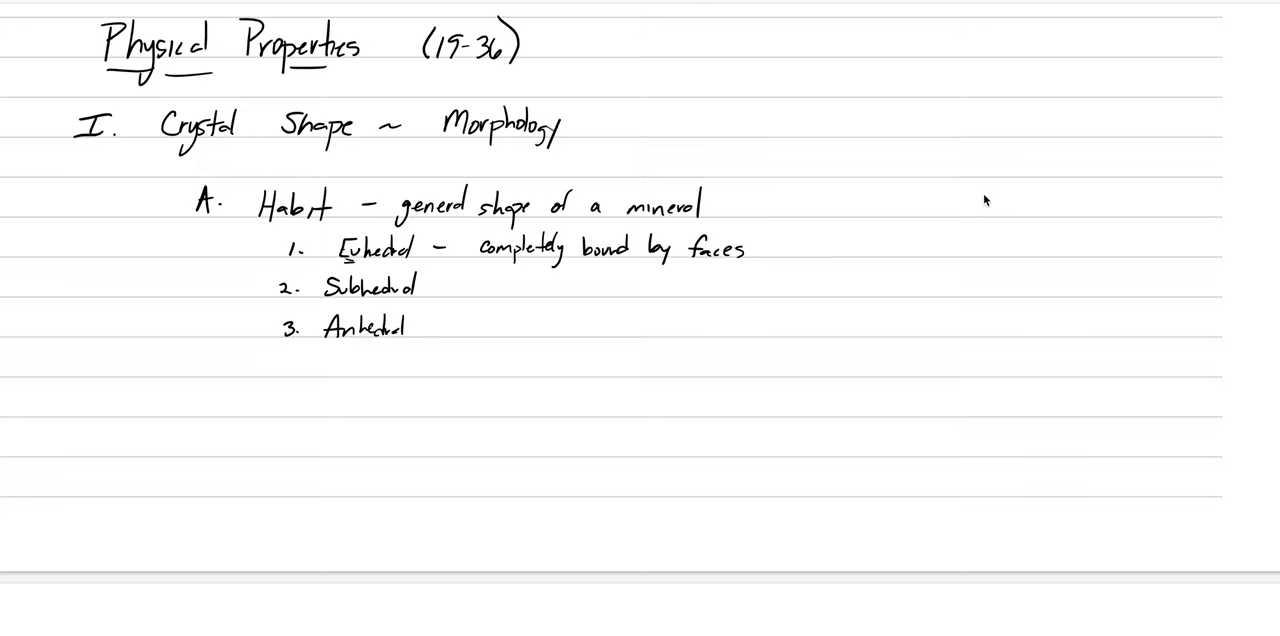 Physical Properties (19-36)
I. Crystal Shape ~ Morphology
A. Habit - general shape of a mineral
1. Euhedral - completely bound by faces
2. Subhedral
3. Anhedral